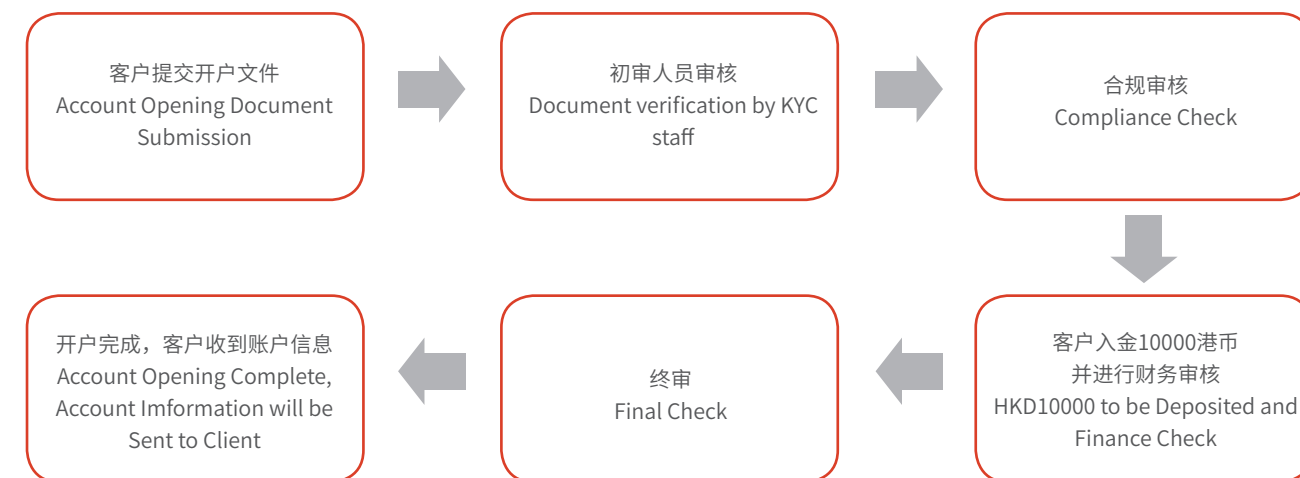 客户提交开户文件
Account Opening Document
Submission
初审人员审核
Document verification by KYC
staff
合规审核
Compliance Check
客户入金10000港币
并进行财务审核
HKD10000 to be Deposited and
Finance Check
终审
Final Check
开户完成，客户收到账户信息
Account Opening Complete,
Account Imformation will be
Sent to Client